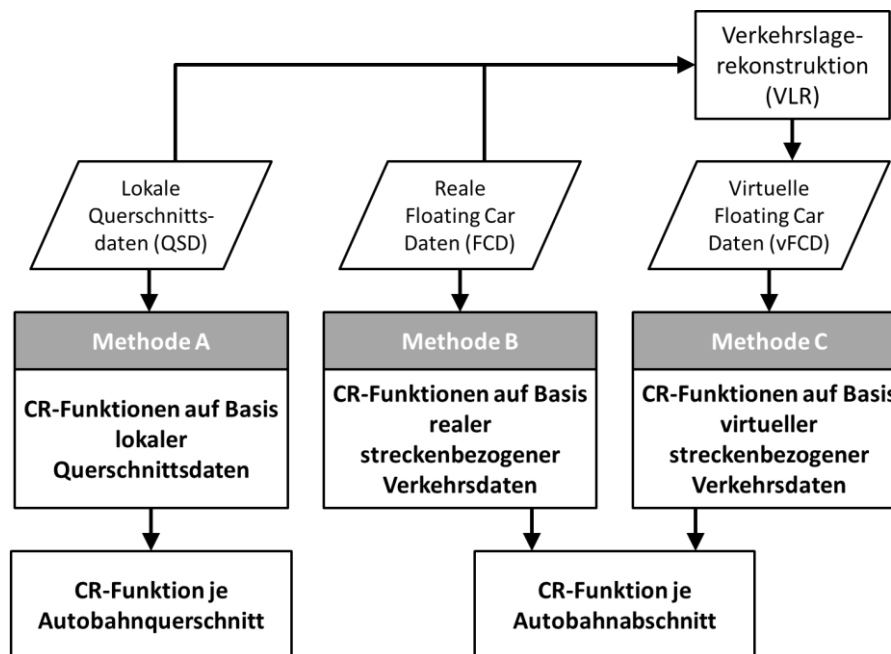 Verkehrslage-
rekonstruktion
(VLR)
Lokale
Querschnitts-
daten (QSD)
Reale
Floating Car
Daten (FCD)
Virtuelle
Floating Car
Daten (vFCD)
Methode A
CR-Funktionen auf Basis
lokaler
Querschnittsdaten
Methode B
CR-Funktionen auf Basis
realer
streckenbezogener
Verkehrsdaten
Methode C
CR-Funktionen auf Basis
virtueller
streckenbezogener
Verkehrsdaten
CR-Funktion je
Autobahnquerschnitt
CR-Funktion je
Autobahnabschnitt